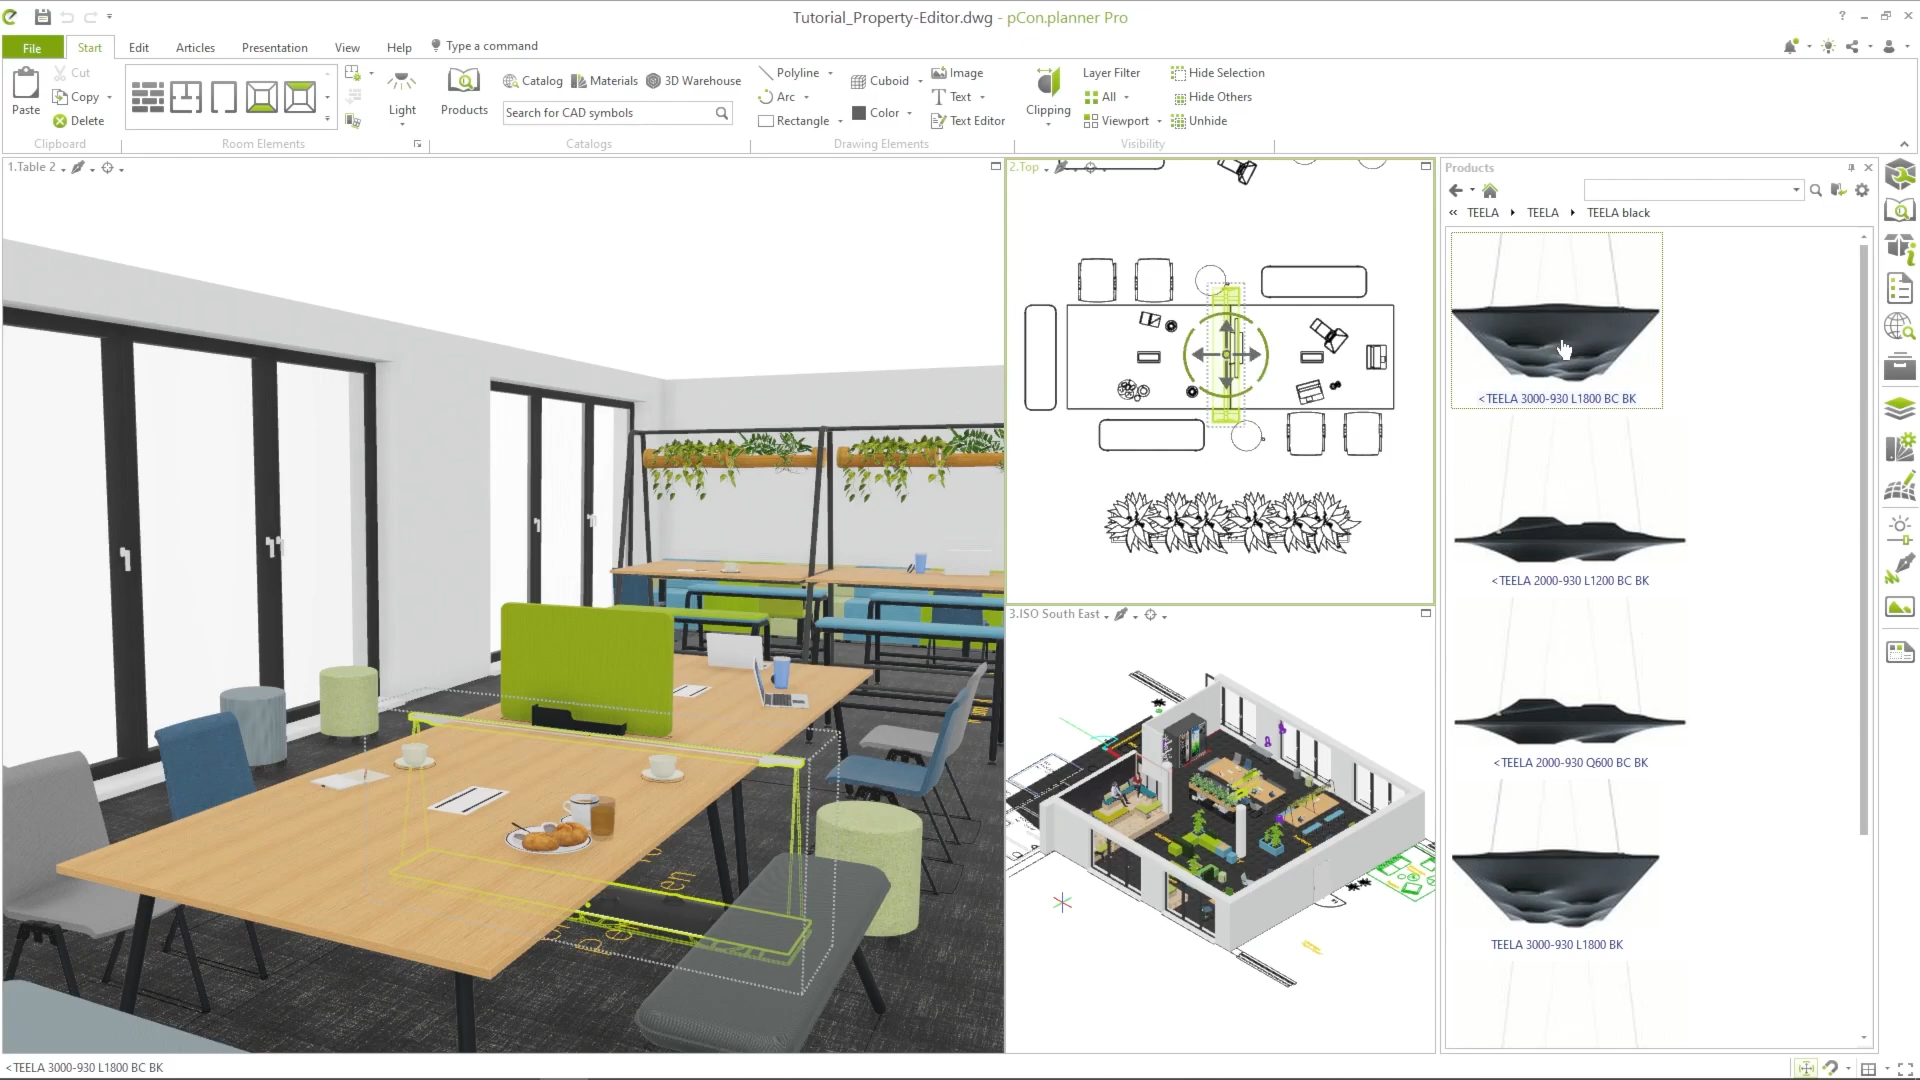 Tutorial_Property-Editor.dwg - pCon.planner Pro
File
Start
Edit
Articles
Presentation
View
Help
Type a command
Paste
Cut
Copy
Delete
Clipboard
Room Elements
Light
Products
Catalog
Materials
3D Warehouse
Search for CAD symbols
Catalogs
Polyline
Arc
Rectangle
Cuboid
Color
Image
Text
Text Editor
Drawing Elements
Clipping
Layer Filter
All
Viewport
Hide Selection
Hide Others
Unhide
Visibility
1.Table 2
2.Top
3.ISO South East
Products
« TEELA
TEELA
TEELA black
<TEELA 3000-930 L1800 BC BK
<TEELA 2000-930 L1200 BC BK
<TEELA 2000-930 Q600 BC BK
TEELA 3000-930 L1800 BK
<TEELA 3000-930 L1800 BC BK